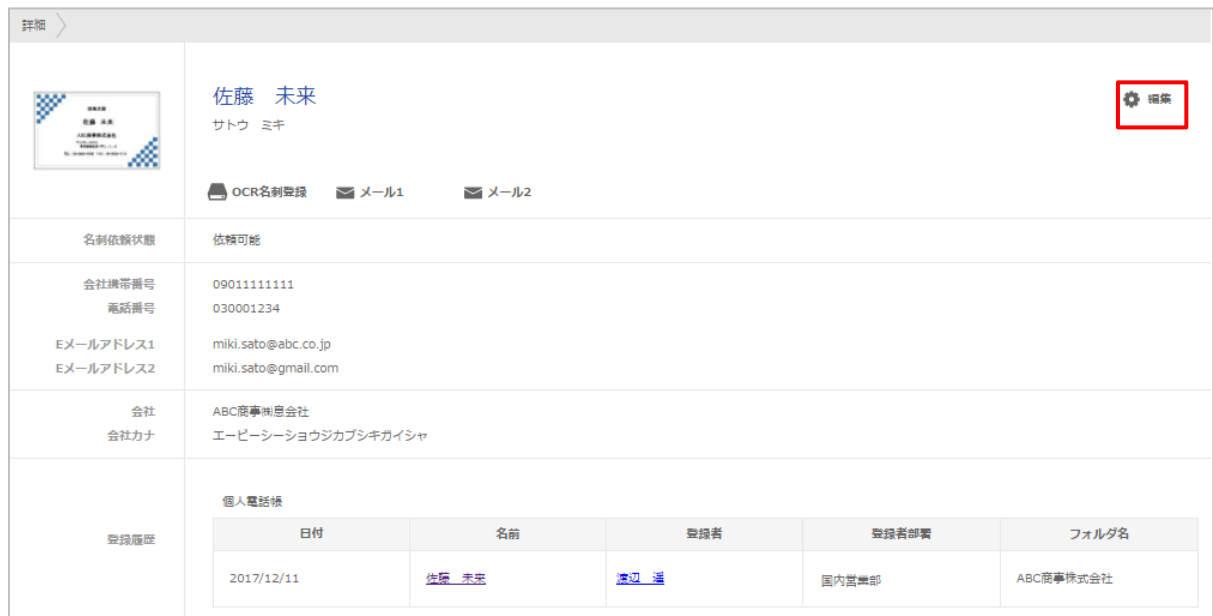 詳細
佐藤　未来
サトウ ミキ
編集
佐藤 未来
OCR名刺登録　メール1　メール2
名刺依頼状態　依頼可能
会社携帯番号　09011111111
電話番号　030001234
Eメールアドレス1　miki.sato@abc.co.jp
Eメールアドレス2　miki.sato@gmail.com
会社　ABC商事㈱息会社
会社カナ　エービーシーショウジカブシキガイシャ
登録履歴
個人電話帳
日付　名前　登録者　登録者部署　フォルダ名
2017/12/11　佐藤　未来　渡辺　遥　国内営業部　ABC商事株式会社